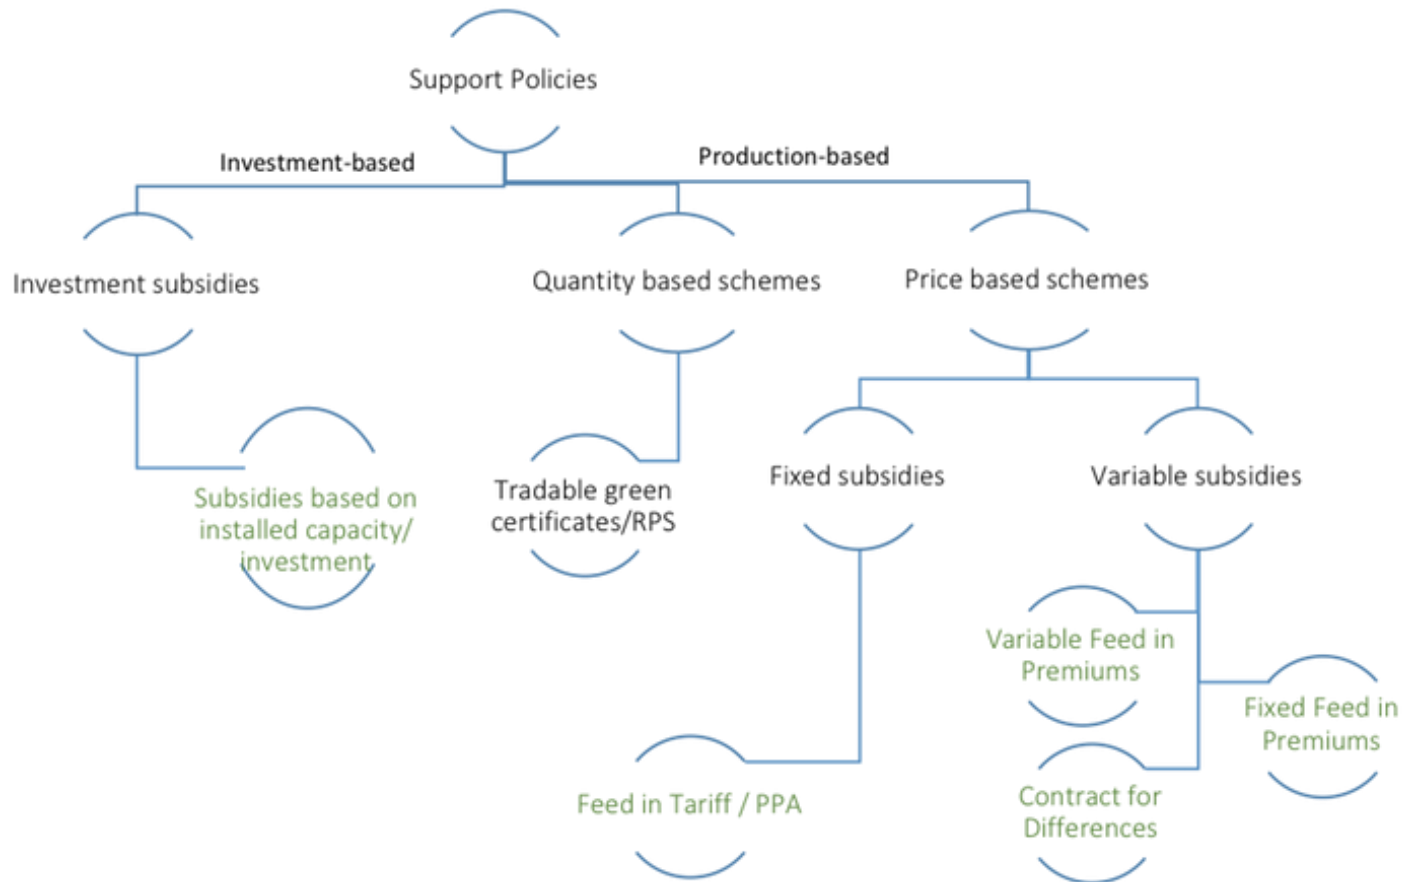 Support Policies
Investment-based
Production-based
Investment subsidies
Quantity based schemes
Price based schemes
Subsidies based on
installed capacity/
investment
Tradable green
certificates/RPS
Fixed subsidies
Variable subsidies
Variable Feed in
Premiums
Fixed Feed in
Premiums
Feed in Tariff / PPA
Contract for
Differences